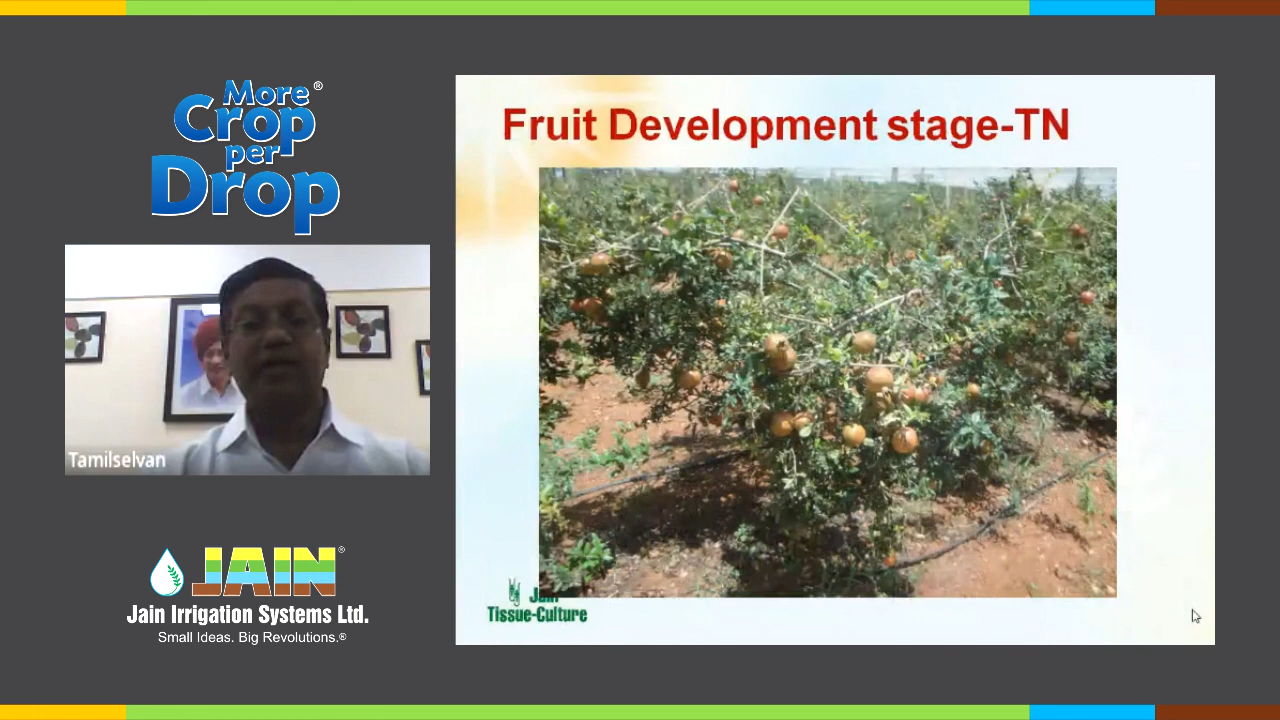 More®
Crop
per
Drop
Tamilselvan
JAIN®
Jain Irrigation Systems Ltd.
Small Ideas. Big Revolutions.®
Fruit Development stage-TN
Jain
Tissue-Culture